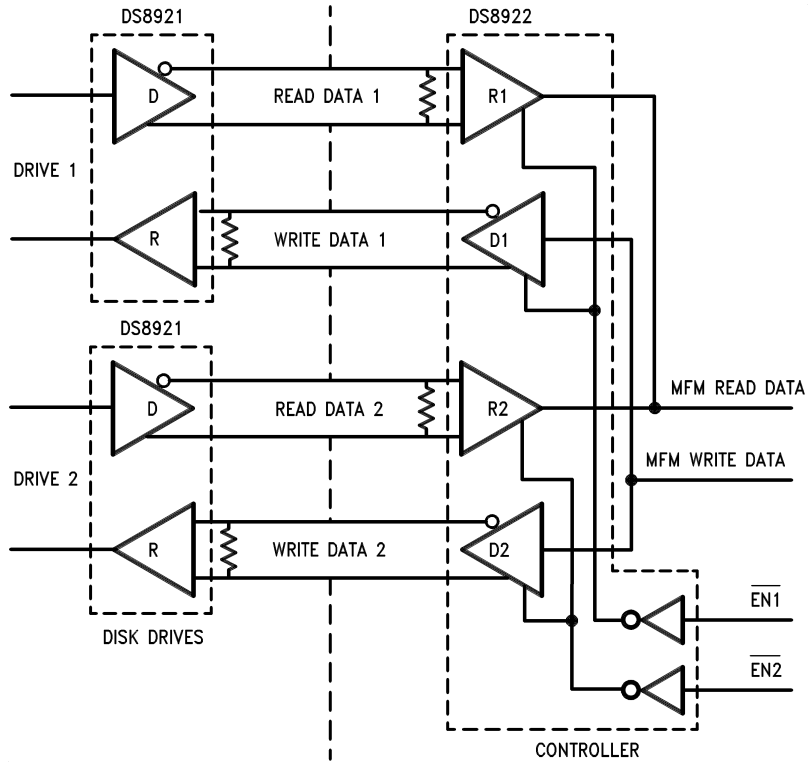 DS8921
DS8922
D
READ DATA 1
R1
DRIVE 1
R
WRITE DATA 1
D1
DS8921
D
READ DATA 2
R2
MFM READ DATA
MFM WRITE DATA
DRIVE 2
R
WRITE DATA 2
D2
EN1
DISK DRIVES
EN2
CONTROLLER